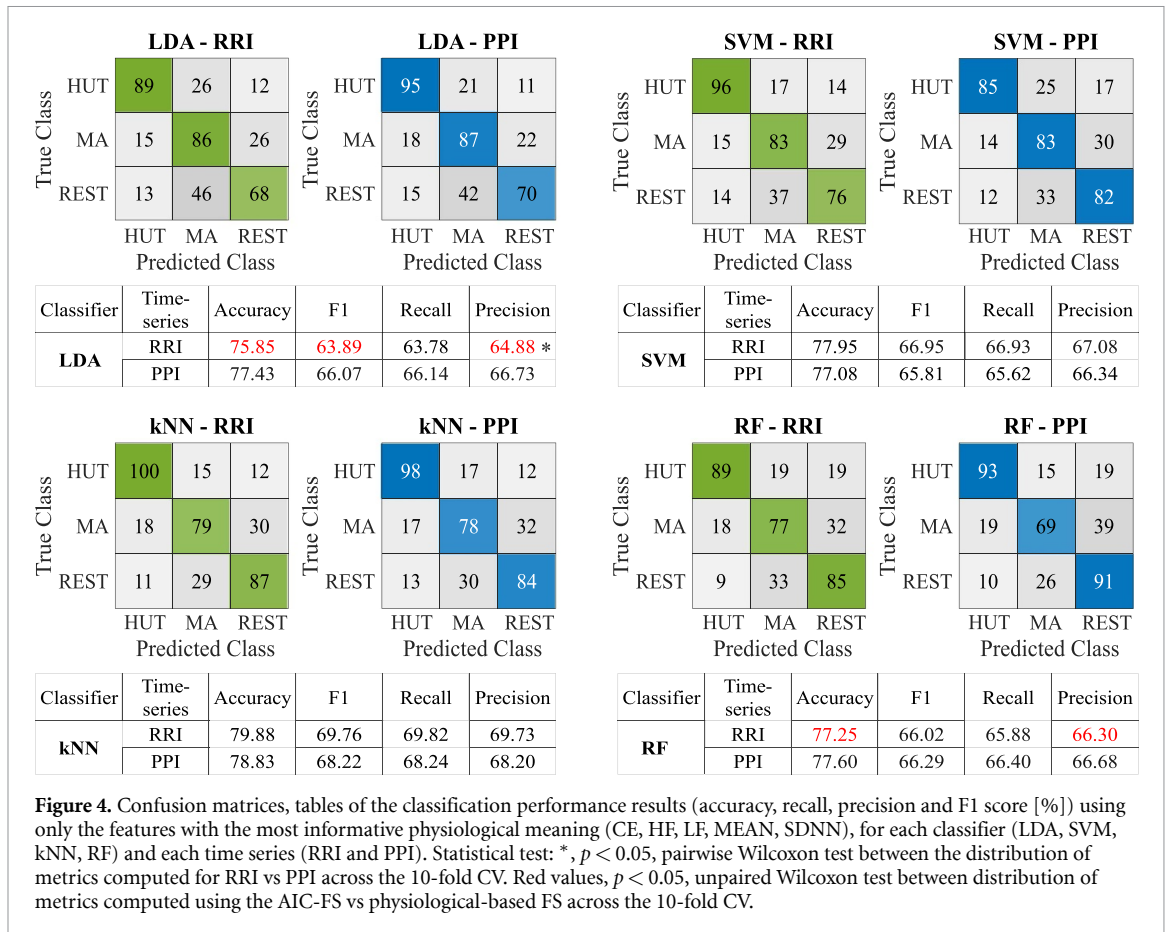 LDA - RRI
HUT 89 26 12
MA 15 86 26
REST 13 46 68
HUT MA REST
Predicted Class
True Class
LDA - PPI
95 21 11
18 87 22
15 42 70
HUT MA REST
Predicted Class
SVM - RRI
HUT 96 17 14
MA 15 83 29
REST 14 37 76
HUT MA REST
Predicted Class
True Class
SVM - PPI
HUT 85 25 17
MA 14 83 30
REST 12 33 82
HUT MA REST
Predicted Class
True Class
HUT
MA
REST
True Class
Classifier Time-series Accuracy F1 Recall Precision
LDA RRI 75.85 63.89 63.78 64.88 *
PPI 77.43 66.07 66.14 66.73
Classifier Time-series Accuracy F1 Recall Precision
SVM RRI 77.95 66.95 66.93 67.08
PPI 77.08 65.81 65.62 66.34
kNN - RRI
HUT 100 15 12
MA 18 79 30
REST 11 29 87
HUT MA REST
Predicted Class
True Class
kNN - PPI
HUT 98 17 12
MA 17 78 32
REST 13 30 84
HUT MA REST
Predicted Class
True Class
RF - RRI
HUT 89 19 19
MA 18 77 32
REST 9 33 85
HUT MA REST
Predicted Class
True Class
RF - PPI
HUT 93 15 19
MA 19 69 39
REST 10 26 91
HUT MA REST
Predicted Class
True Class
Classifier Time-series Accuracy F1 Recall Precision
kNN RRI 79.88 69.76 69.82 69.73
PPI 78.83 68.22 68.24 68.20
Classifier Time-series Accuracy F1 Recall Precision
RF RRI 77.25 66.02 65.88 66.30
PPI 77.60 66.29 66.40 66.68
Figure 4. Confusion matrices, tables of the classification performance results (accuracy, recall, precision and F1 score [%]) using
only the features with the most informative physiological meaning (CE, HF, LF, MEAN, SDNN), for each classifier (LDA, SVM,
kNN, RF) and each time series (RRI and PPI). Statistical test: *, p < 0.05, pairwise Wilcoxon test between the distribution of
metrics computed for RRI vs PPI across the 10-fold CV. Red values, p < 0.05, unpaired Wilcoxon test between distribution of
metrics computed using the AIC-FS vs physiological-based FS across the 10-fold CV.